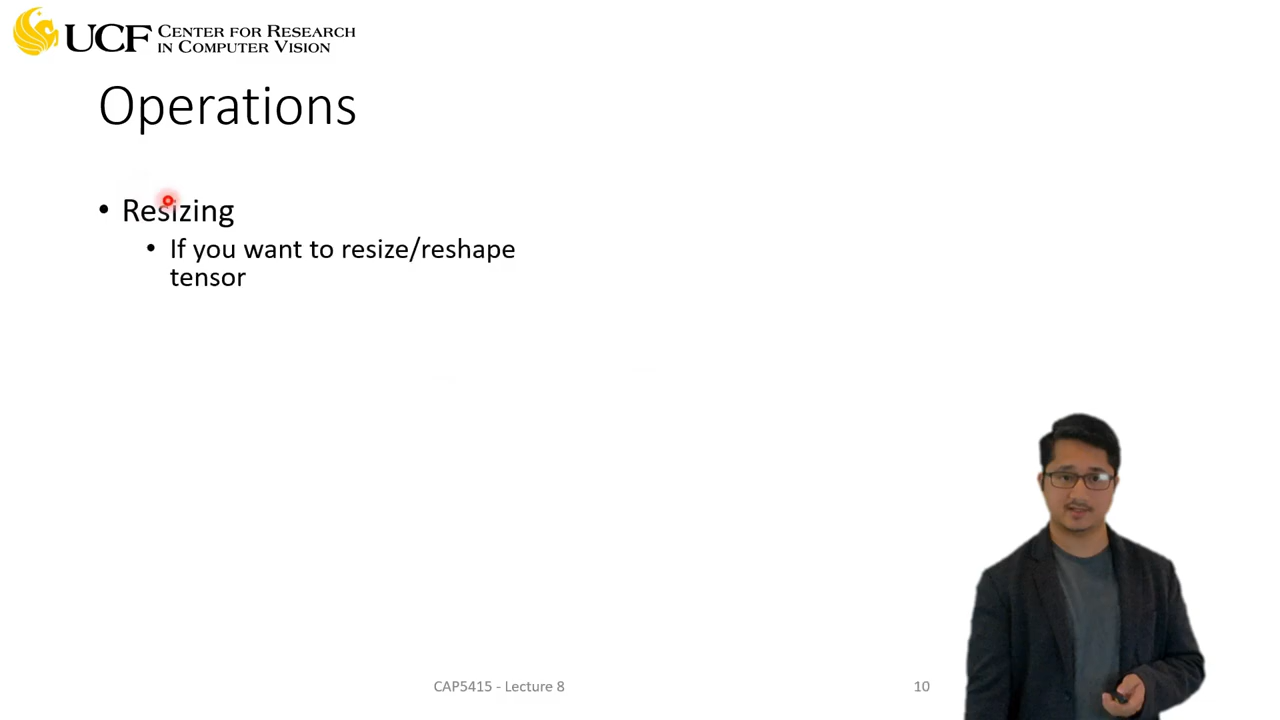 UCF CENTER FOR RESEARCH
IN COMPUTER VISION
Operations
• Resizing
• If you want to resize/reshape
tensor
CAP5415 - Lecture 8
10